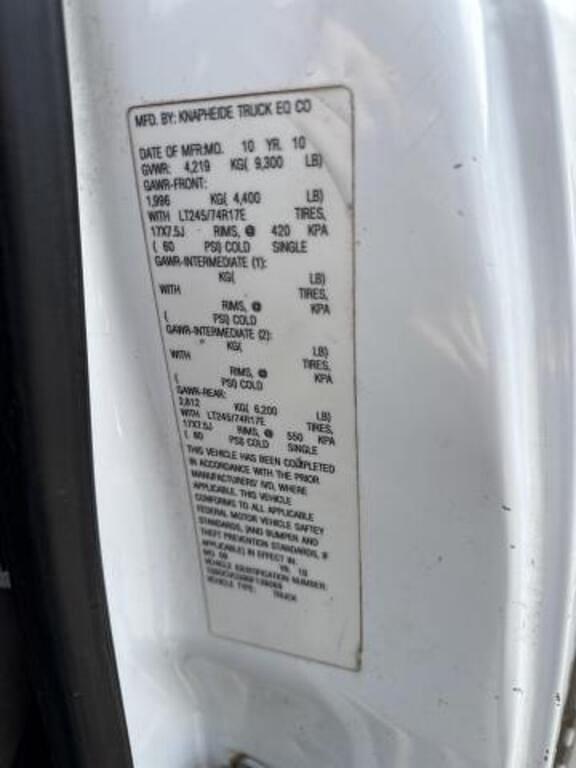 MFD. BY: KNAPHEIDE TRUCK EQ CO
DATE OF MFR:MO. 10 YR. 10
GVWR: 4,219 KG( 9,300 LB)
GAWR-FRONT:
1,996 KG( 4,400 LB)
WITH LT245/74R17E TIRES,
17X7.5J RIMS, @ 420 KPA
( 60 PSI) COLD SINGLE
GAWR-INTERMEDIATE (1):
KG( LB)
WITH TIRES,
RIMS, @ KPA
( PSI) COLD
GAWR-INTERMEDIATE (2):
KG( LB)
WITH TIRES,
RIMS, @ KPA
( PSI) COLD
GAWR-REAR:
2,812 KG( 6,200 LB)
WITH LT245/74R17E TIRES,
17X7.5J RIMS, @ 550 KPA
( 80 PSI) COLD SINGLE
THIS VEHICLE HAS BEEN COMPLETED
IN ACCORDANCE WITH THE PRIOR
MANUFACTURERS' IVD, WHERE
APPLICABLE, THIS VEHICLE
CONFORMS TO ALL APPLICABLE
FEDERAL MOTOR VEHICLE SAFTEY
STANDARDS, [AND BUMPER AND
THEFT PREVENTION STANDARDS, IF
APPLICABLE] IN EFFECT IN.
MO YR. 10
VEHICLE IDENTIFICATION NUMBER:
VEHICLE TYPE: TRUCK